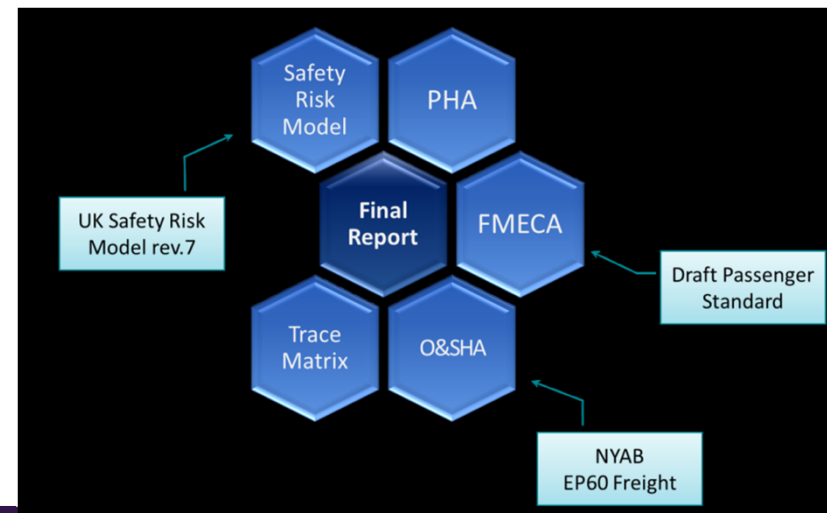 Safety
Risk
Model
PHA
UK Safety Risk
Model rev.7
Final
Report
FMECA
Draft Passenger
Standard
Trace
Matrix
O&SHA
NYAB
EP60 Freight